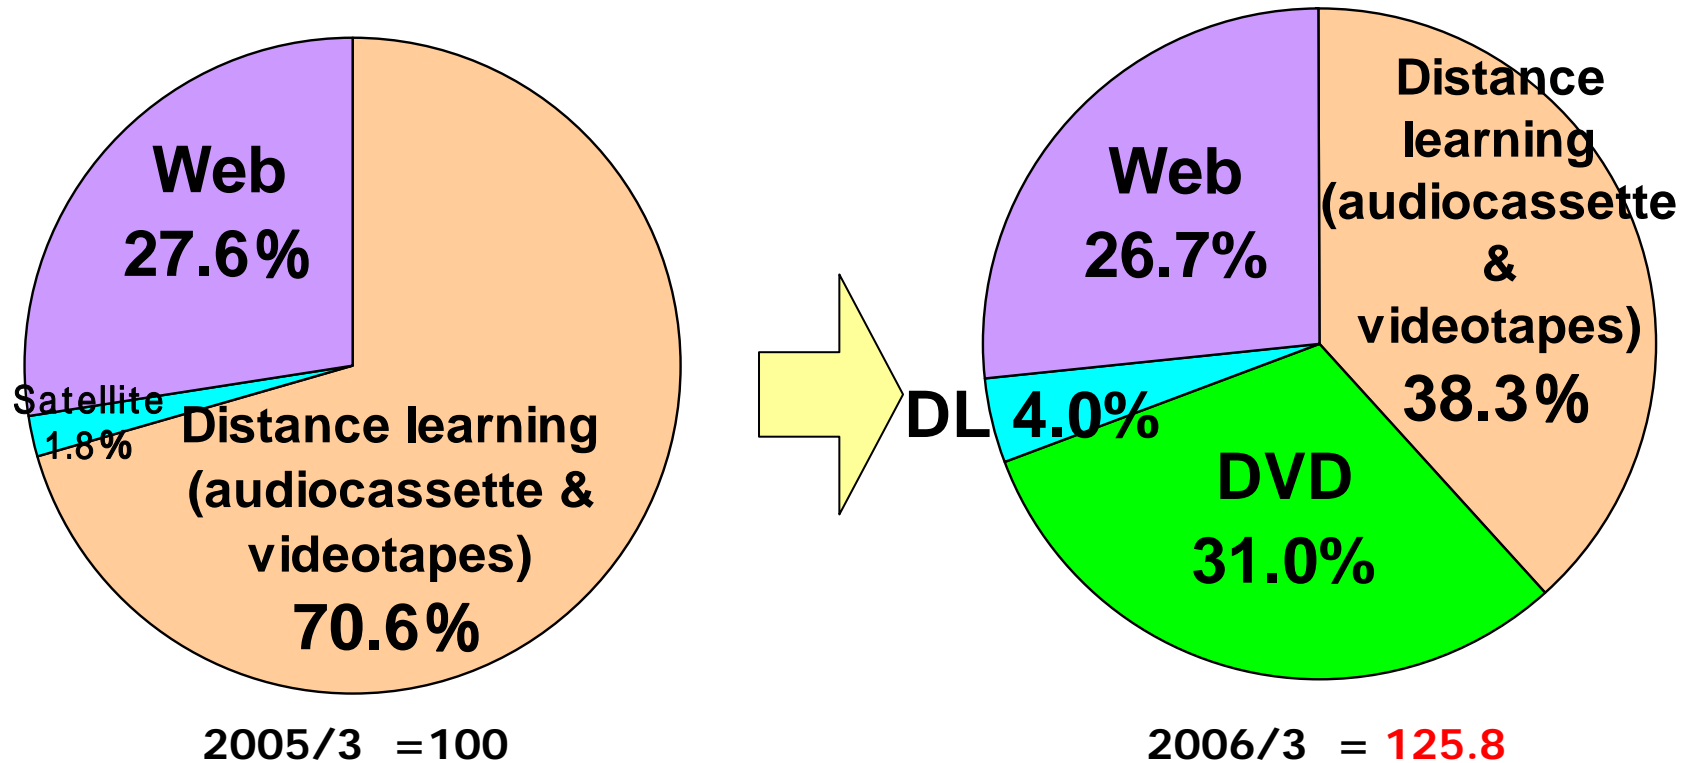 Web
27.6%
Satellite
1.8%
Distance learning
(audiocassette &
videotapes)
70.6%
2005/3 =100
Distance
learning
(audiocassette
&
videotapes)
38.3%
Web
26.7%
DL 4.0%
DVD
31.0%
2006/3 = 125.8